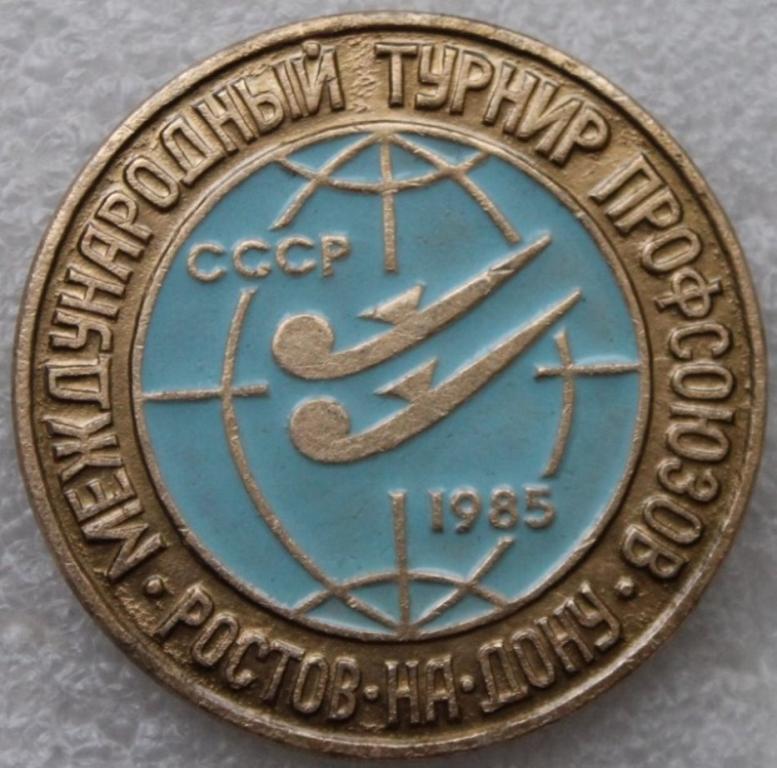 МЕЖДУНАРОДНЫЙ ТУРНИР ПРОФСОЮЗОВ
СССР
1985
• РОСТОВ • НА • ДОНУ •